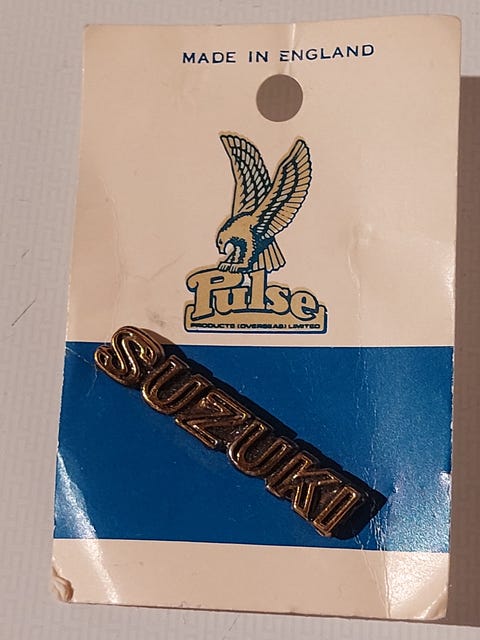 MADE IN ENGLAND
Pulse
PRODUCTS (OVERSEAS) LIMITED
SUZUKI